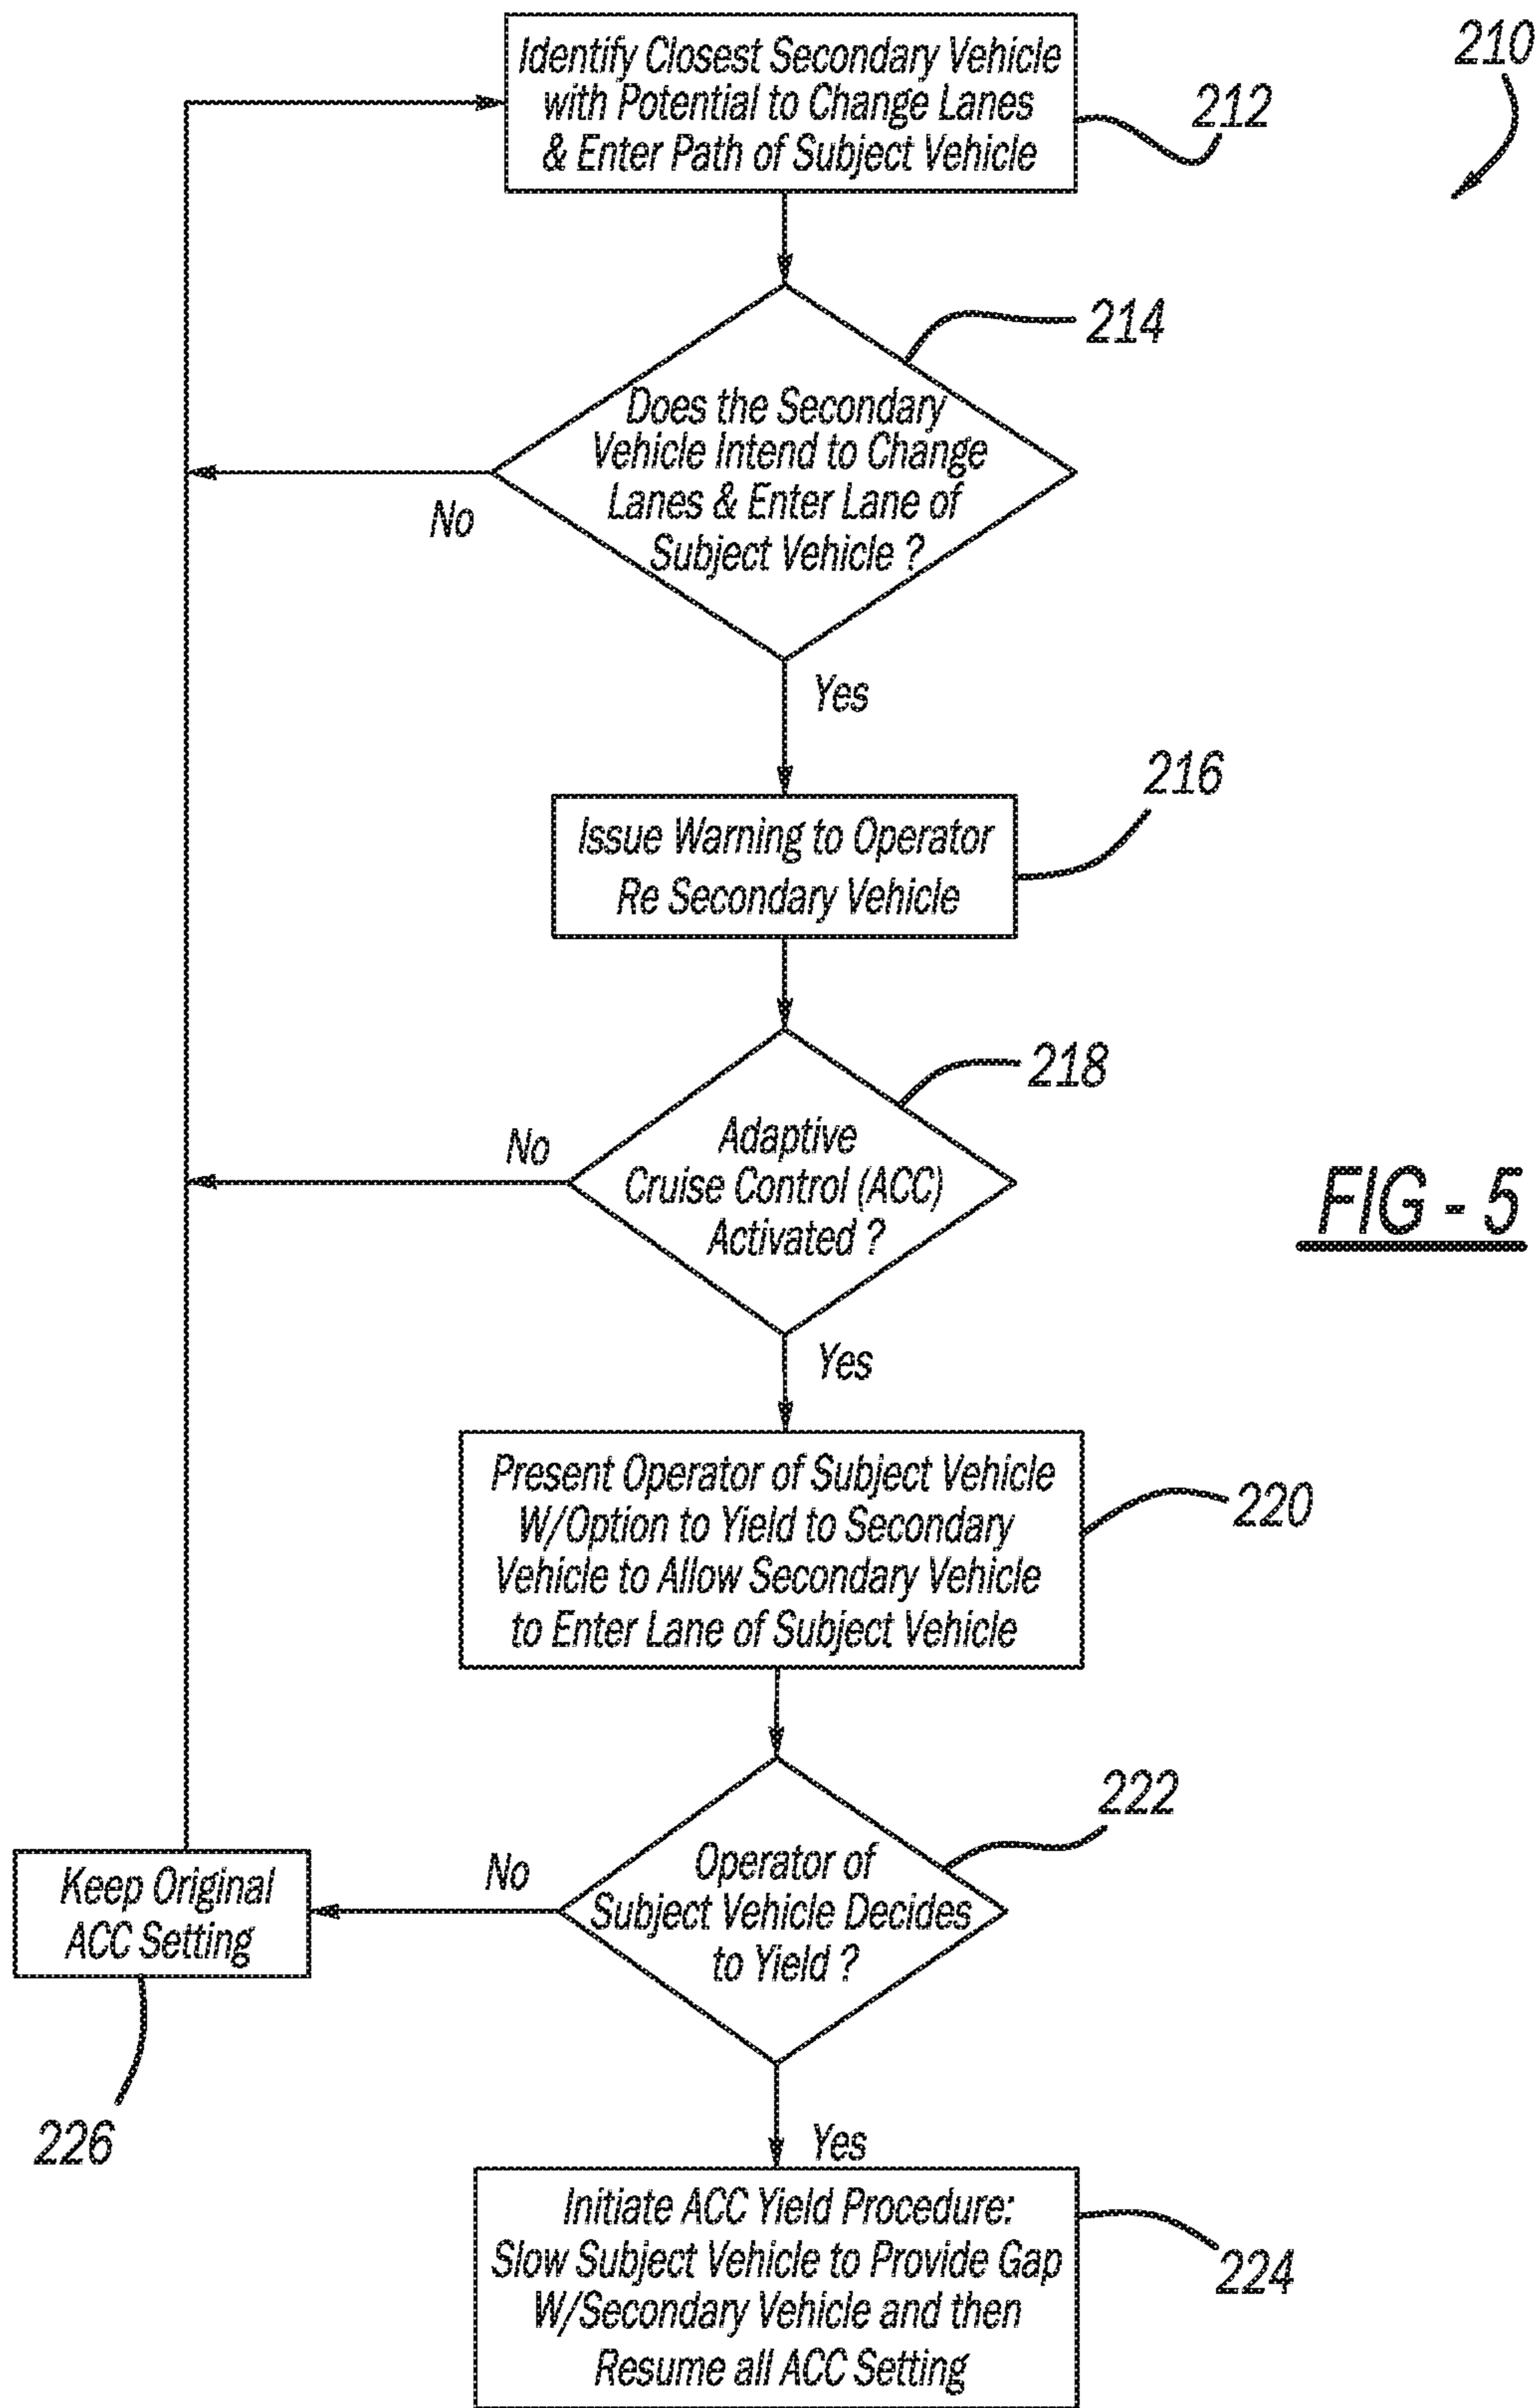 210
Identify Closest Secondary Vehicle
with Potential to Change Lanes
& Enter Path of Subject Vehicle
212
214
Does the Secondary
Vehicle Intend to Change
Lanes & Enter Lane of
Subject Vehicle ?
No
Yes
216
Issue Warning to Operator
Re Secondary Vehicle
218
Adaptive
Cruise Control (ACC)
Activated ?
No
Yes
FIG - 5
Present Operator of Subject Vehicle
W/Option to Yield to Secondary
Vehicle to Allow Secondary Vehicle
to Enter Lane of Subject Vehicle
220
222
Operator of
Subject Vehicle Decides
to Yield ?
No
Keep Original
ACC Setting
226
Yes
Initiate ACC Yield Procedure:
Slow Subject Vehicle to Provide Gap
W/Secondary Vehicle and then
Resume all ACC Setting
224